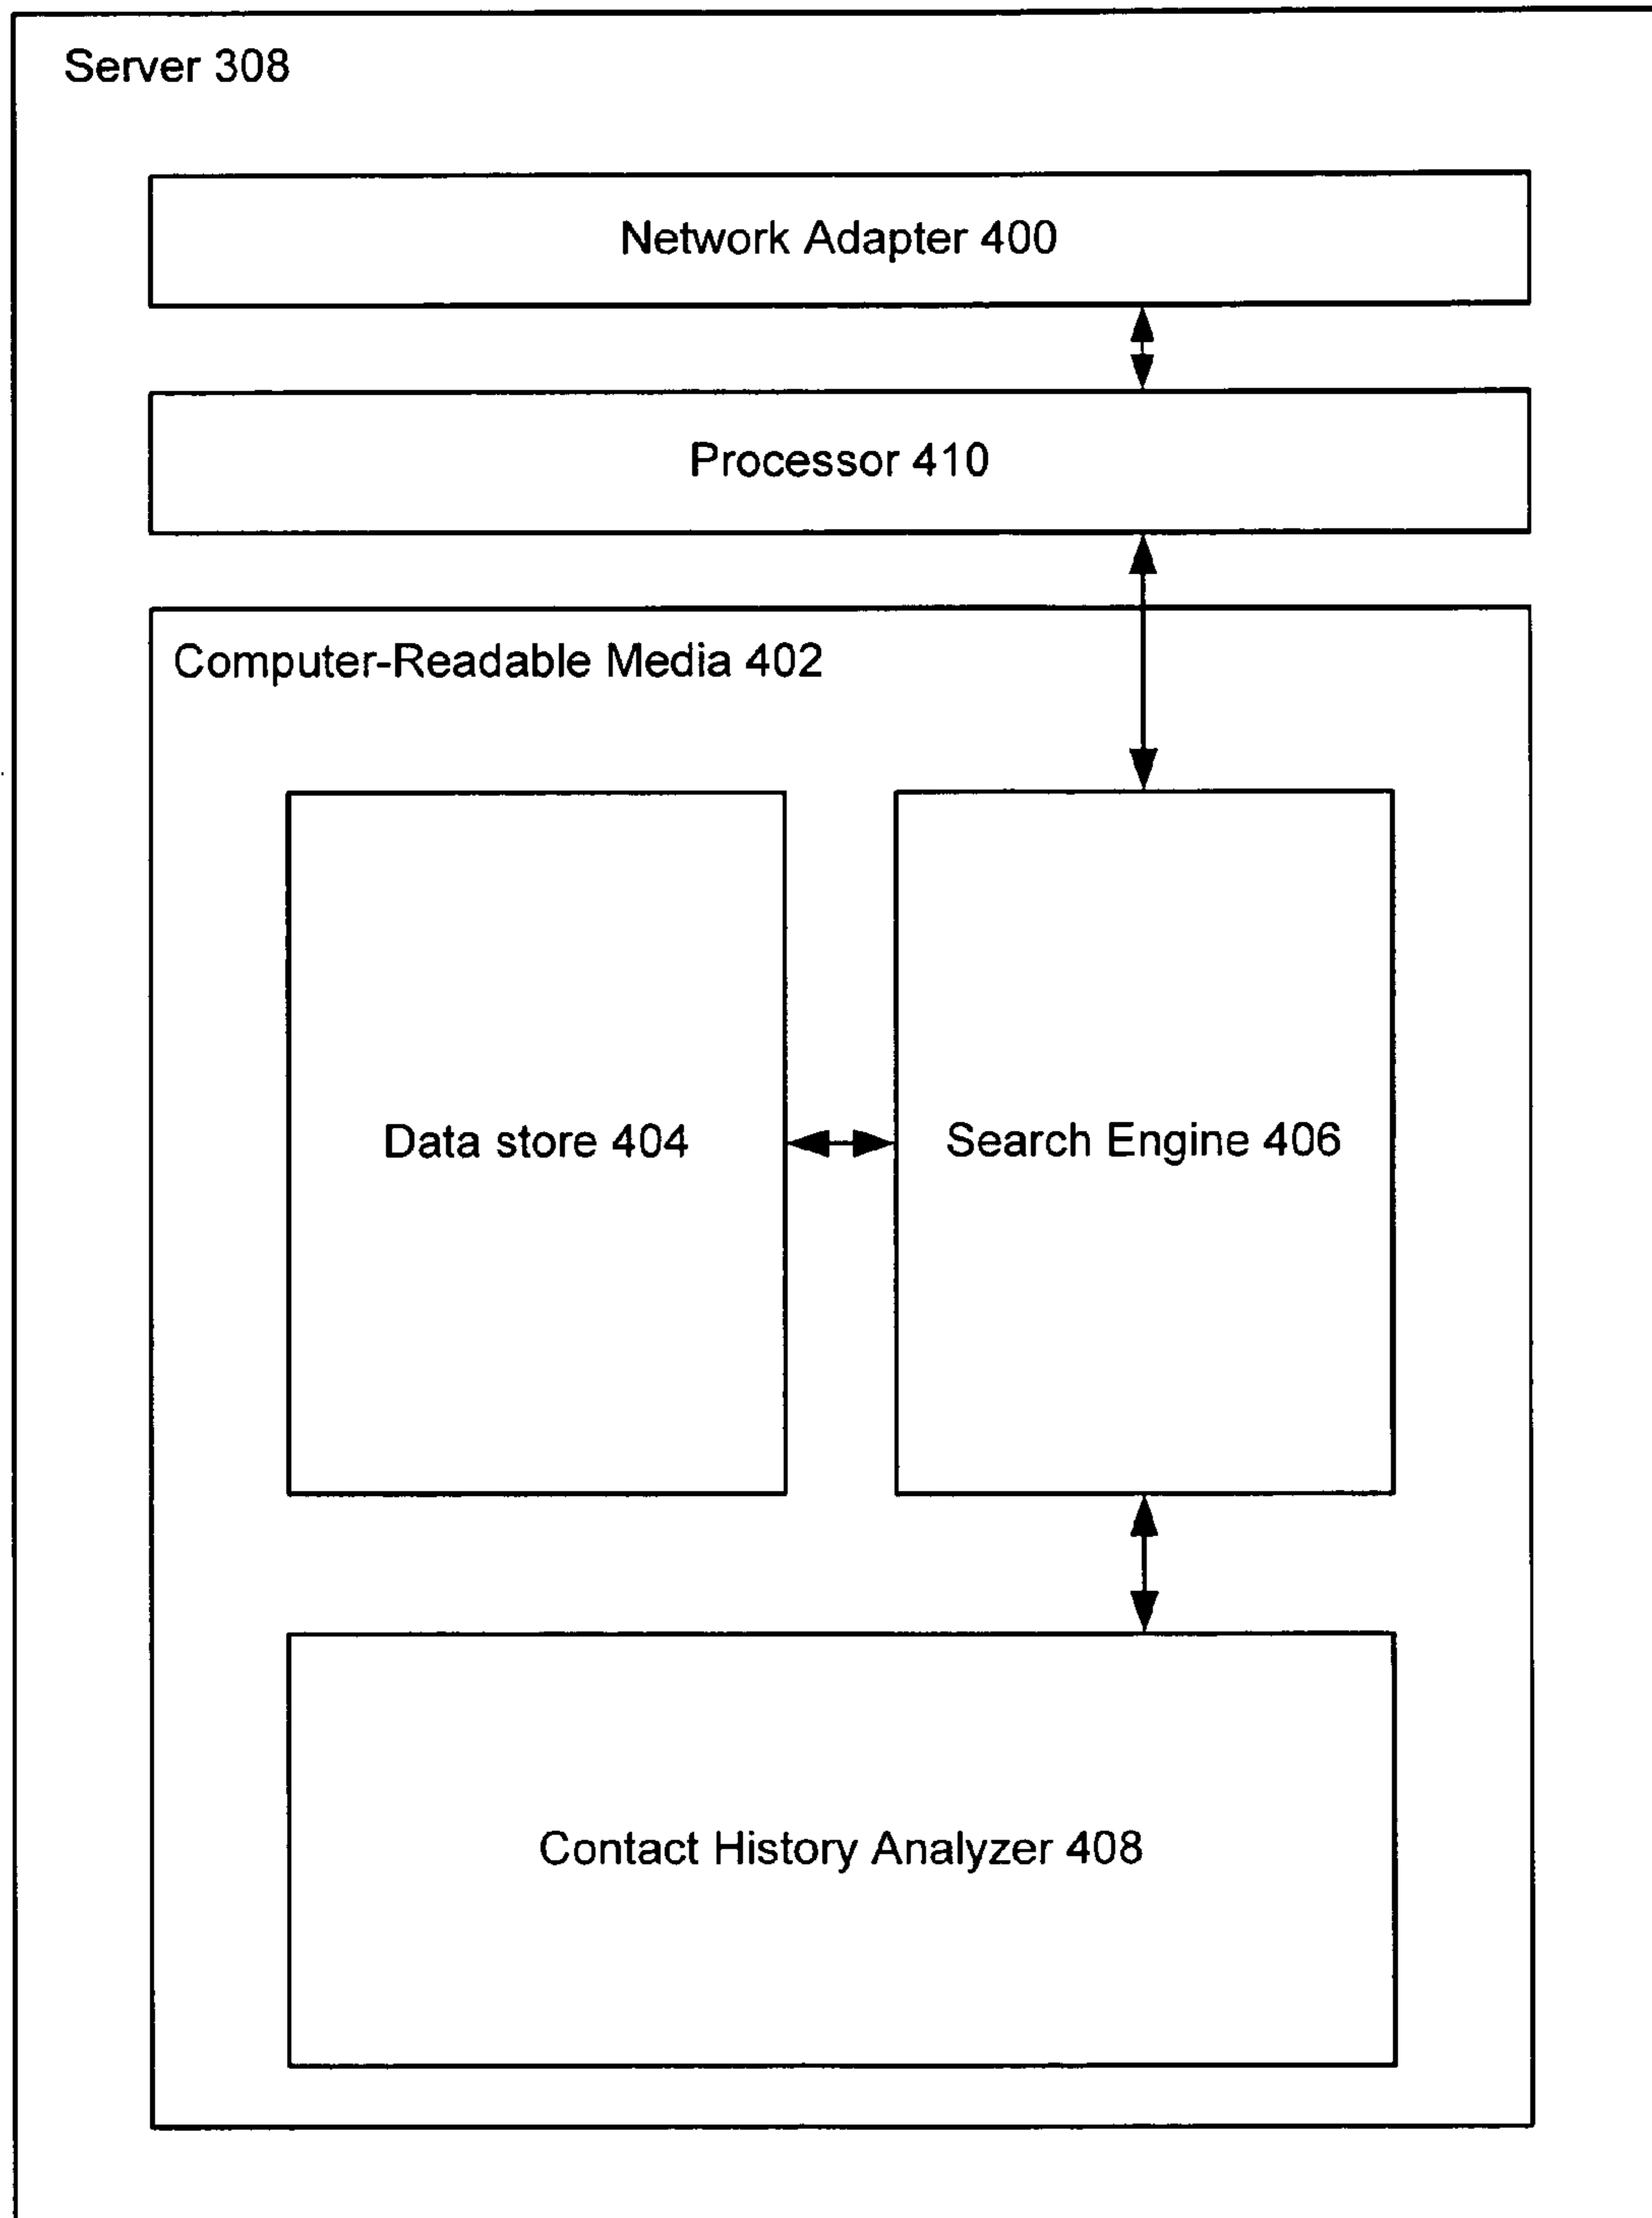 Server 308
Network Adapter 400
Processor 410
Computer-Readable Media 402
Data store 404
Search Engine 406
Contact History Analyzer 408